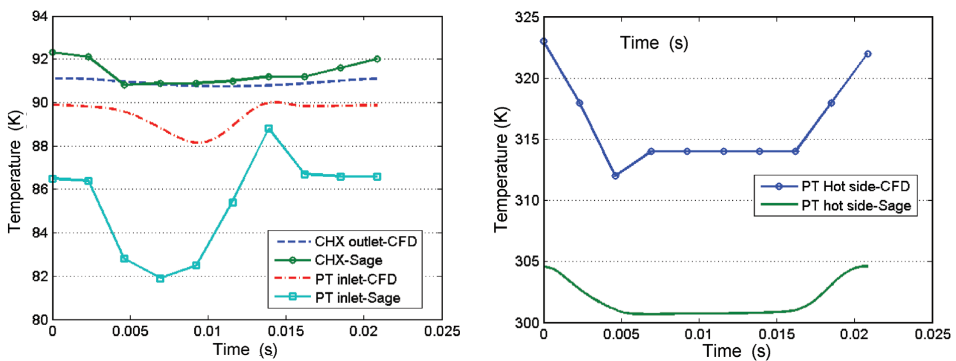 94
92
90
88
86
84
82
80
Temperature (K)
0
0.005
0.01
0.015
0.02
0.025
Time (s)
CHX outlet-CFD
CHX-Sage
PT inlet-CFD
PT inlet-Sage
325
320
315
310
305
300
Temperature (K)
Time (s)
PT Hot side-CFD
PT hot side-Sage
0
0.005
0.01
0.015
0.02
0.025
Time (s)